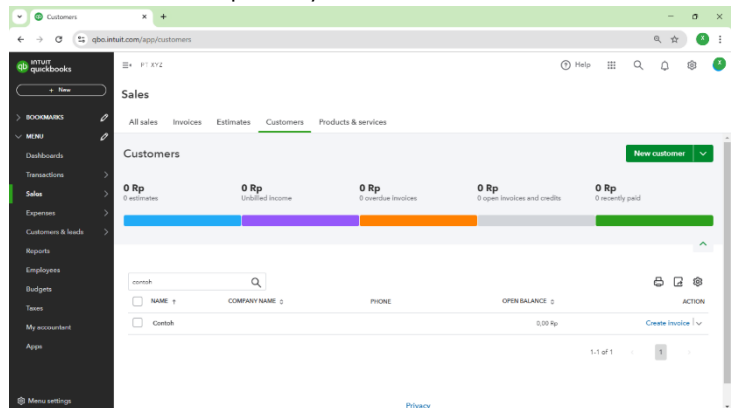 Customers
qbo.intuit.com/app/customers
INTUIT
quickbooks
PT XYZ
Help
+ New
Sales
BOOKMARKS
All sales Invoices Estimates Customers Products & services
MENU
Dashboards
Customers
New customer
Transactions
Sales
0 Rp 0 Rp 0 Rp 0 Rp 0 Rp
0 estimates Unbilled income 0 overdue invoices 0 open invoices and credits 0 recently paid
Expenses
Customers & leads
Reports
Employees
Budgets
contoh
Taxes
NAME COMPANY NAME PHONE OPEN BALANCE ACTION
My accountant
Contoh 0,00 Rp Create invoice
Apps
1-1 of 1 1
Menu settings
Privacy